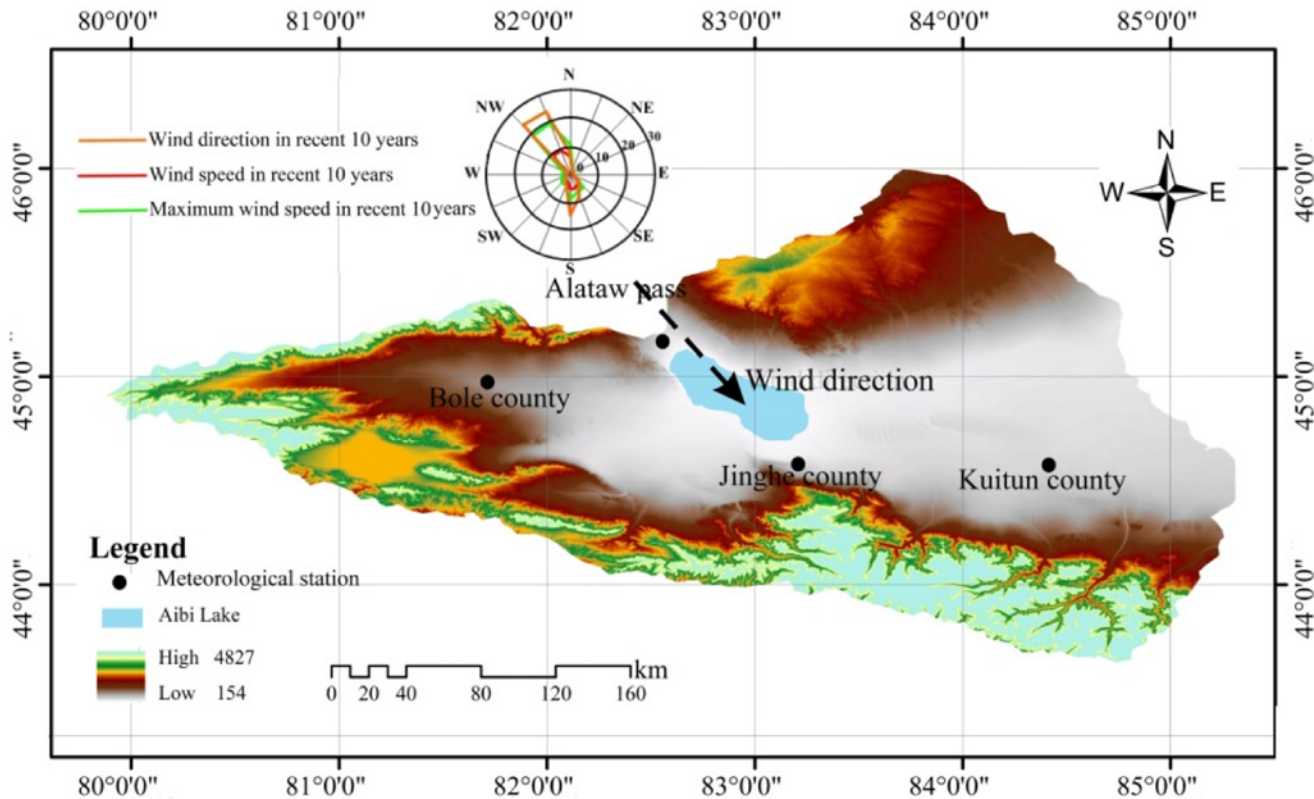 80°0'0" 81°0'0" 82°0'0" 83°0'0" 84°0'0" 85°0'0"
N
NW NE
30
20
10
0
W E
SW SE
S
Wind direction in recent 10 years
Wind speed in recent 10 years
Maximum wind speed in recent 10 years
N
W E
S
46°0'0" 46°0'0"
Alataw pass
45°0'0" 45°0'0"
Wind direction
Bole county
Jinghe county
Kuitun county
44°0'0" 44°0'0"
Legend
Meteorological station
Aibi Lake
High 4827
Low 154
km
0 20 40 80 120 160
80°0'0" 81°0'0" 82°0'0" 83°0'0" 84°0'0" 85°0'0"